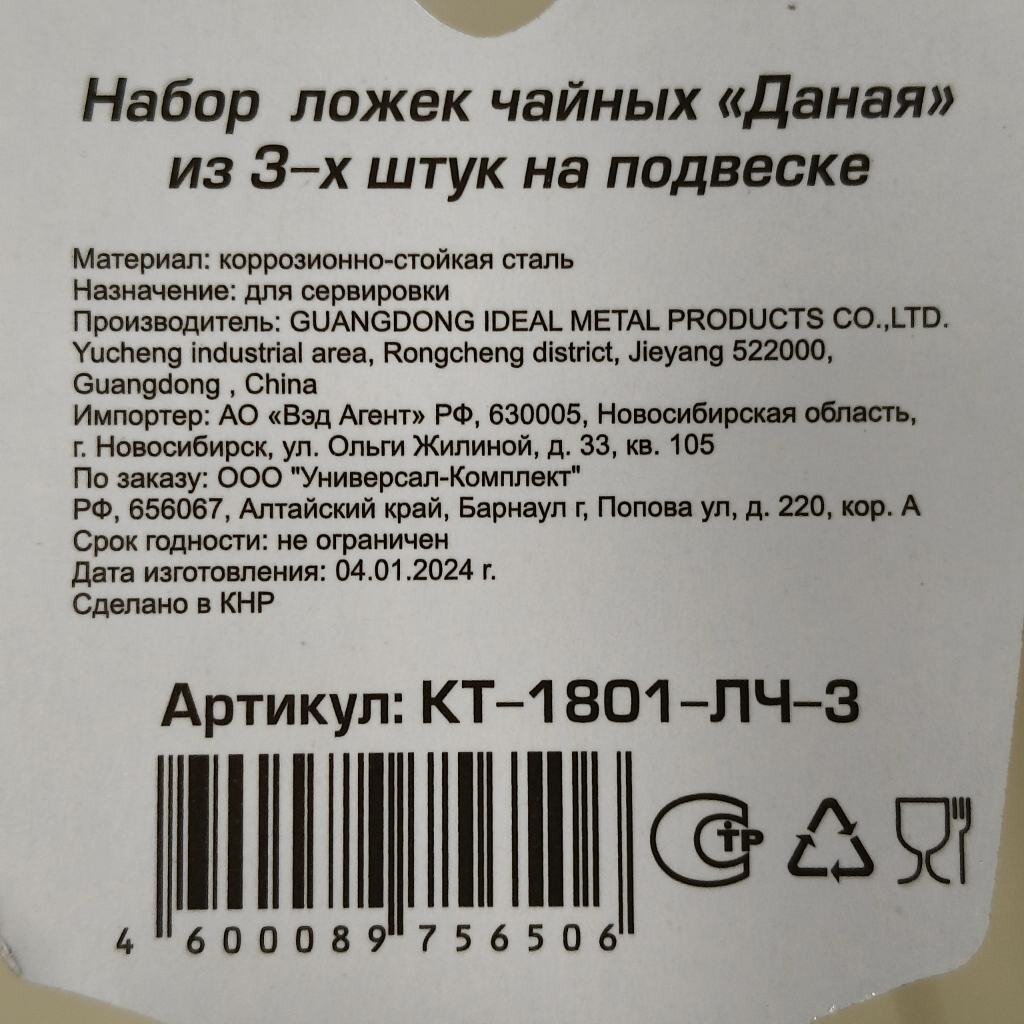 Набор ложек чайных «Даная»
из 3-х штук на подвеске
Материал: коррозионно-стойкая сталь
Назначение: для сервировки
Производитель: GUANGDONG IDEAL METAL PRODUCTS CO.,LTD.
Yucheng industrial area, Rongcheng district, Jieyang 522000,
Guangdong , China
Импортер: АО «Вэд Агент» РФ, 630005, Новосибирская область,
г. Новосибирск, ул. Ольги Жилиной, д. 33, кв. 105
По заказу: ООО "Универсал-Комплект"
РФ, 656067, Алтайский край, Барнаул г, Попова ул, д. 220, кор. А
Срок годности: не ограничен
Дата изготовления: 04.01.2024 г.
Сделано в КНР
Артикул: КТ-1801-ЛЧ-3
4 600089 756506